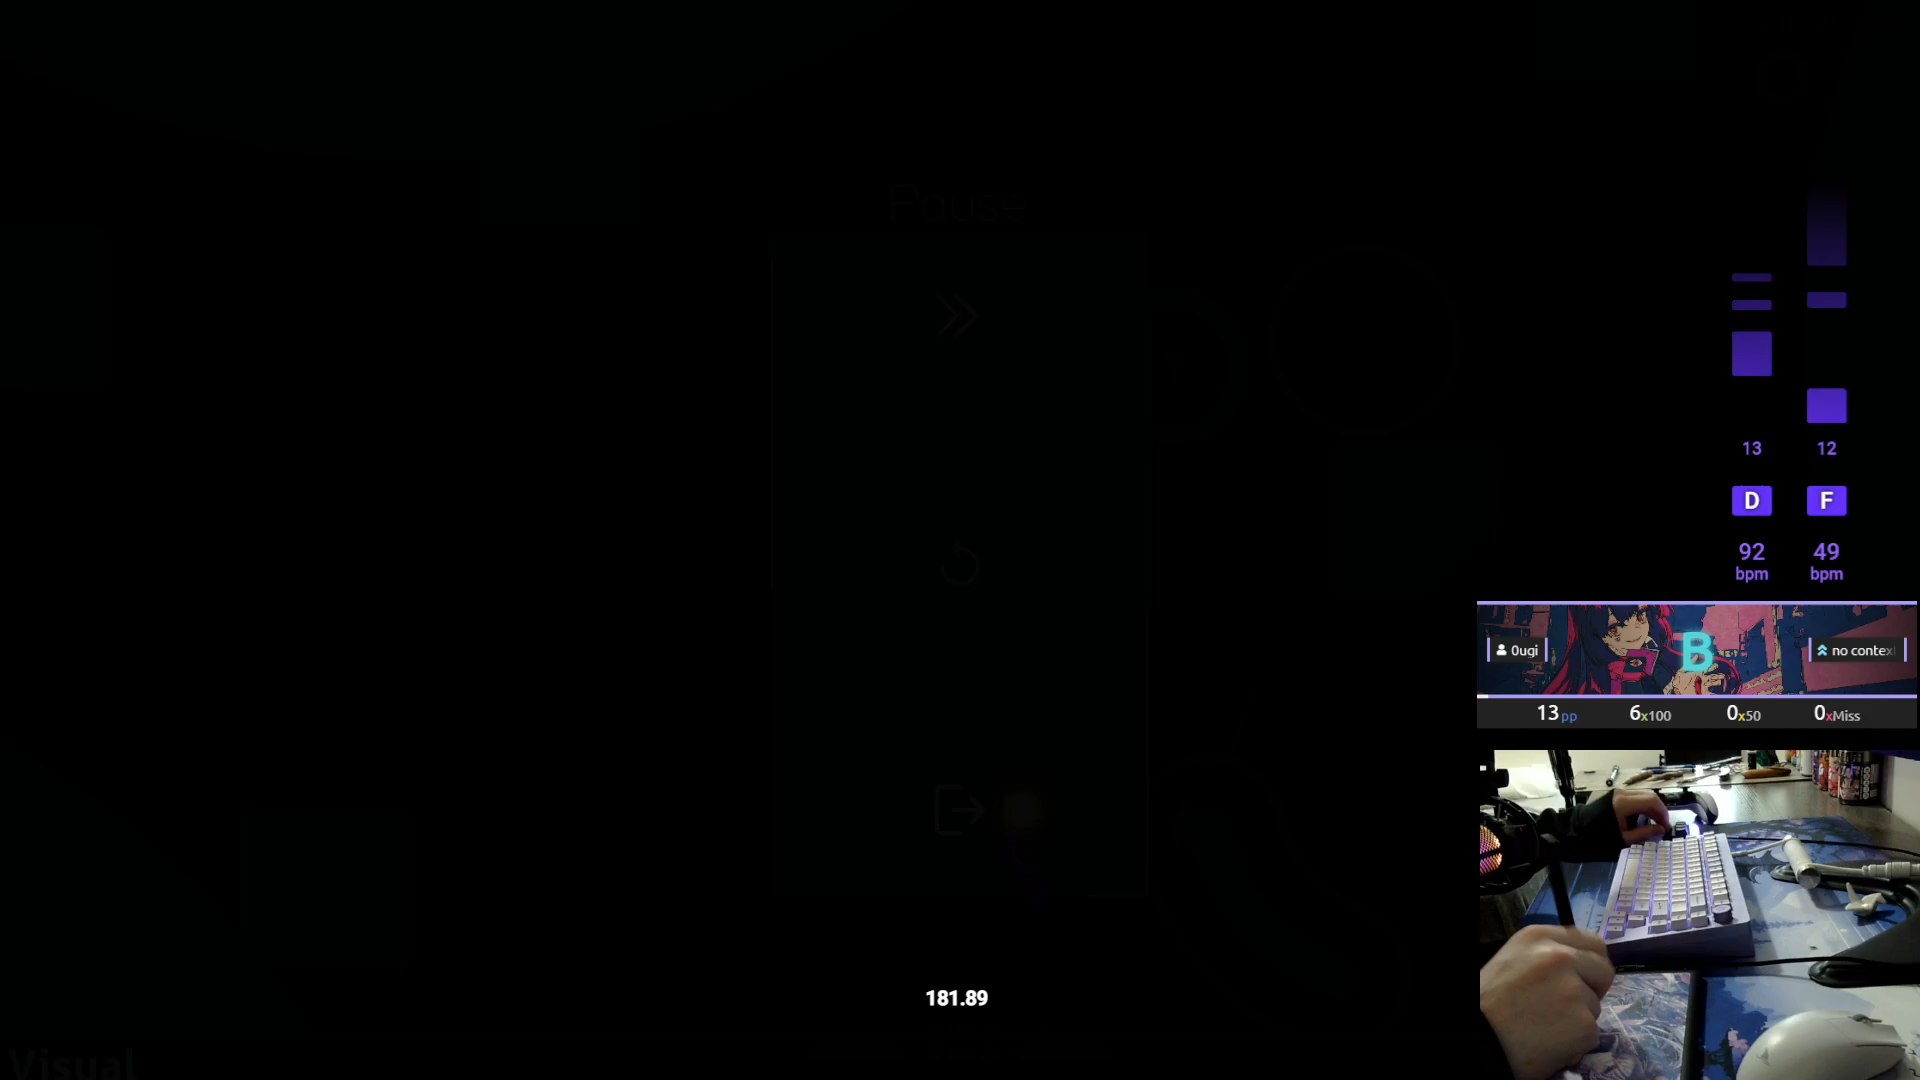 Pause
13 12
D F
92 49
bpm bpm
0ugi
B
no contex
13pp 6x100 0x50 0xMiss
181.89
Visual